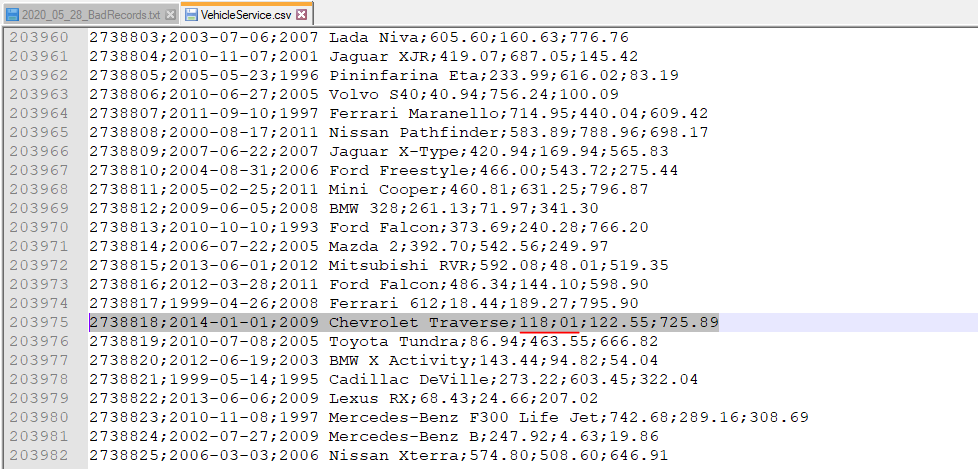 2020_05_28_BadRecords.txt VehicleService.csv
203960 2738803;2003-07-06;2007 Lada Niva;605.60;160.63;776.76
203961 2738804;2010-11-07;2001 Jaguar XJR;419.07;687.05;145.42
203962 2738805;2005-05-23;1996 Pininfarina Eta;233.99;616.02;83.19
203963 2738806;2010-06-27;2005 Volvo S40;40.94;756.24;100.09
203964 2738807;2011-09-10;1997 Ferrari Maranello;714.95;440.04;609.42
203965 2738808;2000-08-17;2011 Nissan Pathfinder;583.89;788.96;698.17
203966 2738809;2007-06-22;2007 Jaguar X-Type;420.94;169.94;565.83
203967 2738810;2004-08-31;2006 Ford Freestyle;466.00;543.72;275.44
203968 2738811;2005-02-25;2011 Mini Cooper;460.81;631.25;796.87
203969 2738812;2009-06-05;2008 BMW 328;261.13;71.97;341.30
203970 2738813;2010-10-10;1993 Ford Falcon;373.69;240.28;766.20
203971 2738814;2006-07-22;2005 Mazda 2;392.70;542.56;249.97
203972 2738815;2013-06-01;2012 Mitsubishi RVR;592.08;48.01;519.35
203973 2738816;2012-03-28;2011 Ford Falcon;486.34;144.10;598.90
203974 2738817;1999-04-26;2008 Ferrari 612;18.44;189.27;795.90
203975 2738818;2014-01-01;2009 Chevrolet Traverse;118;01;122.55;725.89
203976 2738819;2010-07-08;2005 Toyota Tundra;86.94;463.55;666.82
203977 2738820;2012-06-19;2003 BMW X Activity;143.44;94.82;54.04
203978 2738821;1999-05-14;1995 Cadillac DeVille;273.22;603.45;322.04
203979 2738822;2013-06-06;2009 Lexus RX;68.43;24.66;207.02
203980 2738823;2010-11-08;1997 Mercedes-Benz F300 Life Jet;742.68;289.16;308.69
203981 2738824;2002-07-27;2009 Mercedes-Benz B;247.92;4.63;19.86
203982 2738825;2006-03-03;2006 Nissan Xterra;574.80;508.60;646.91